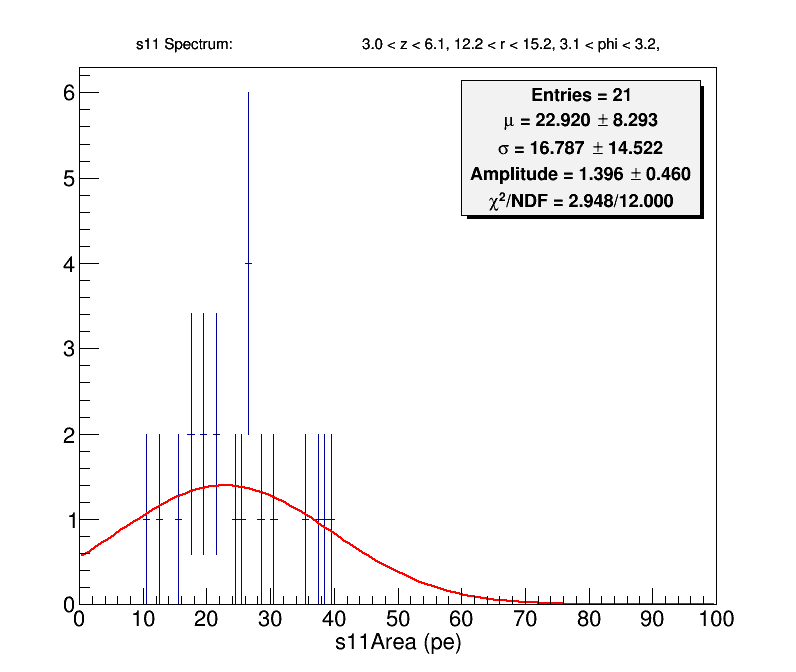 s11 Spectrum: 3.0 < z < 6.1, 12.2 < r < 15.2, 3.1 < phi < 3.2,
Entries = 21
μ = 22.920 ± 8.293
σ = 16.787 ± 14.522
Amplitude = 1.396 ± 0.460
χ²/NDF = 2.948/12.000
6
5
4
3
2
1
0
0 10 20 30 40 50 60 70 80 90 100
s11Area (pe)